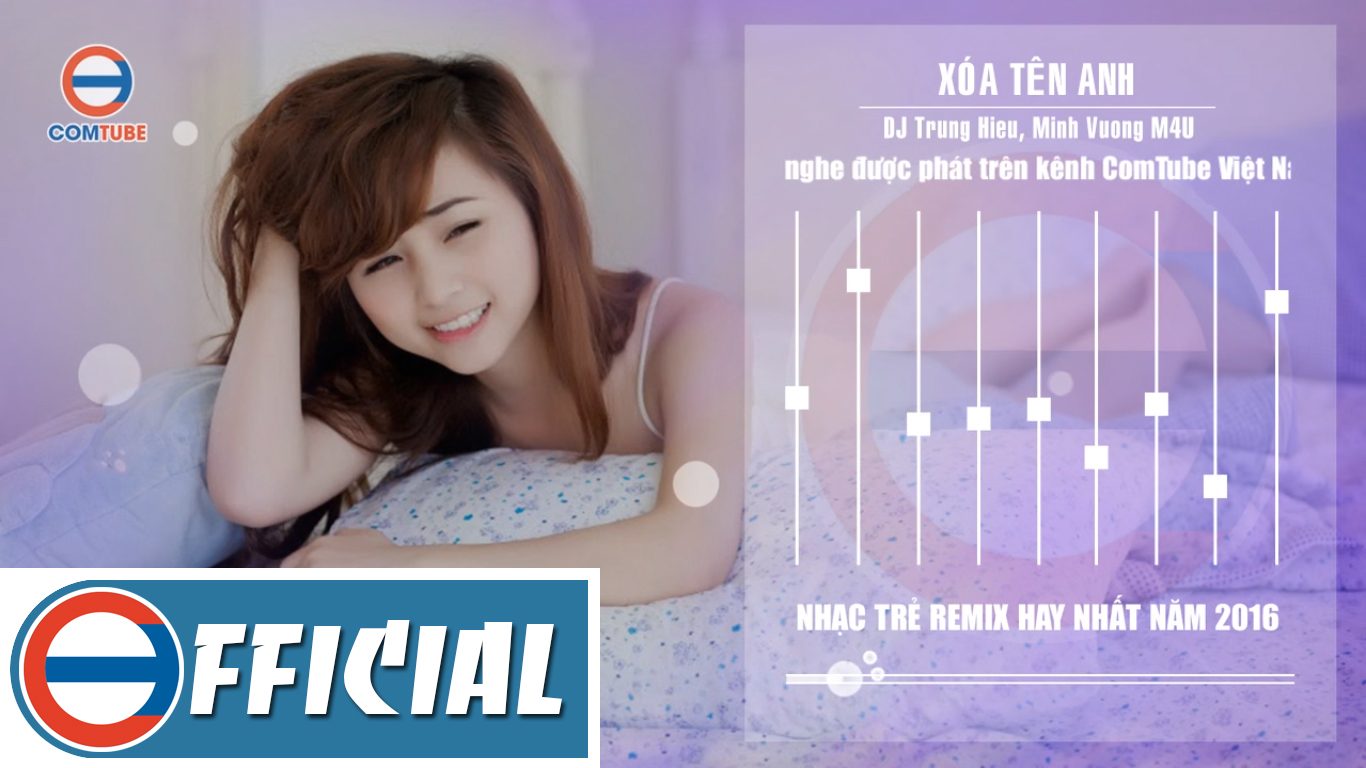 COMTUBE
XÓA TÊN ANH
DJ Trung Hieu, Minh Vuong M4U
nghe được phát trên kênh ComTube Việt
NHẠC TRẺ REMIX HAY NHẤT NĂM 2016
OFFICIAL